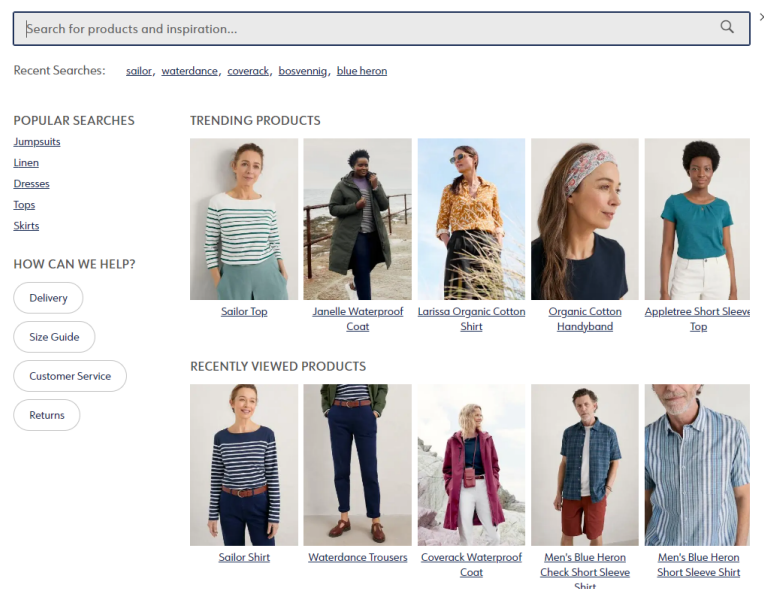 Search for products and inspiration...
Recent Searches: sailor, waterdance, coverack, bosvennig, blue heron
POPULAR SEARCHES
Jumpsuits
Linen
Dresses
Tops
Skirts
HOW CAN WE HELP?
Delivery
Size Guide
Customer Service
Returns
TRENDING PRODUCTS
Sailor Top
Janelle Waterproof
Coat
Larissa Organic Cotton
Shirt
Organic Cotton
Handyband
Appletree Short Sleeve
Top
RECENTLY VIEWED PRODUCTS
Sailor Shirt
Waterdance Trousers
Coverack Waterproof
Coat
Men's Blue Heron
Check Short Sleeve
Shirt
Men's Blue Heron
Short Sleeve Shirt